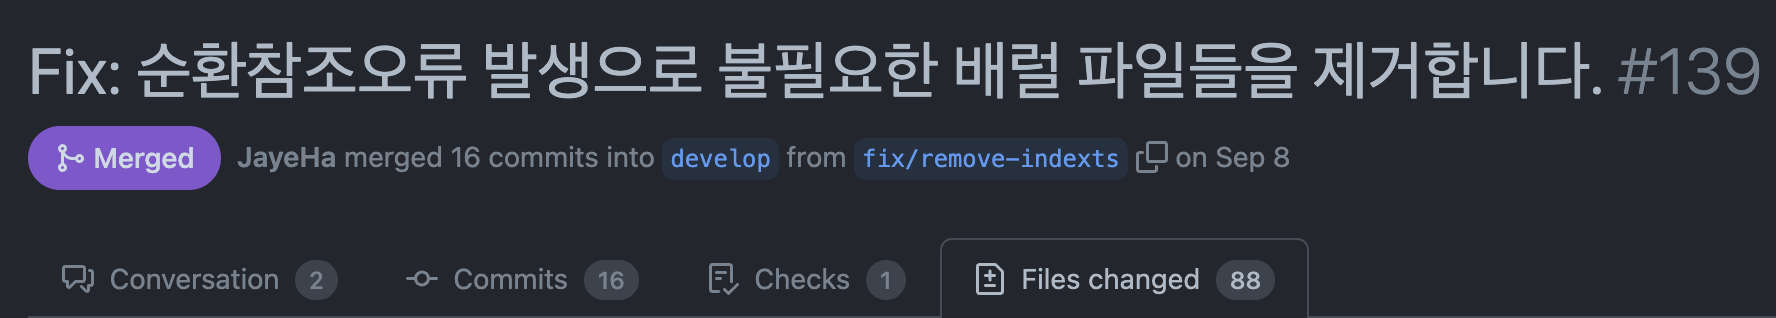 Fix: 순환참조오류 발생으로 불필요한 배럴 파일들을 제거합니다. #139
Merged JayeHa merged 16 commits into develop from fix/remove-indexts on Sep 8
Conversation 2 Commits 16 Checks 1 Files changed 88